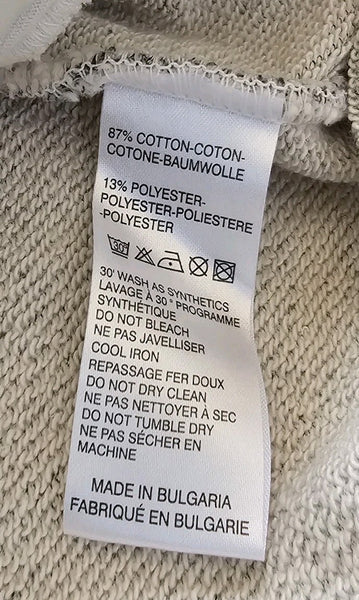 87% COTTON-COTON-
COTONE-BAUMWOLLE
13% POLYESTER-
POLYESTER-POLIESTERE
-POLYESTER
30°
30' WASH AS SYNTHETICS
LAVAGE à 30 ° PROGRAMME
SYNTHÉTIQUE
DO NOT BLEACH
NE PAS JAVELLISER
COOL IRON
REPASSAGE FER DOUX
DO NOT DRY CLEAN
NE PAS NETTOYER À SEC
DO NOT TUMBLE DRY
NE PAS SÉCHER EN
MACHINE
MADE IN BULGARIA
FABRIQUÉ EN BULGARIE